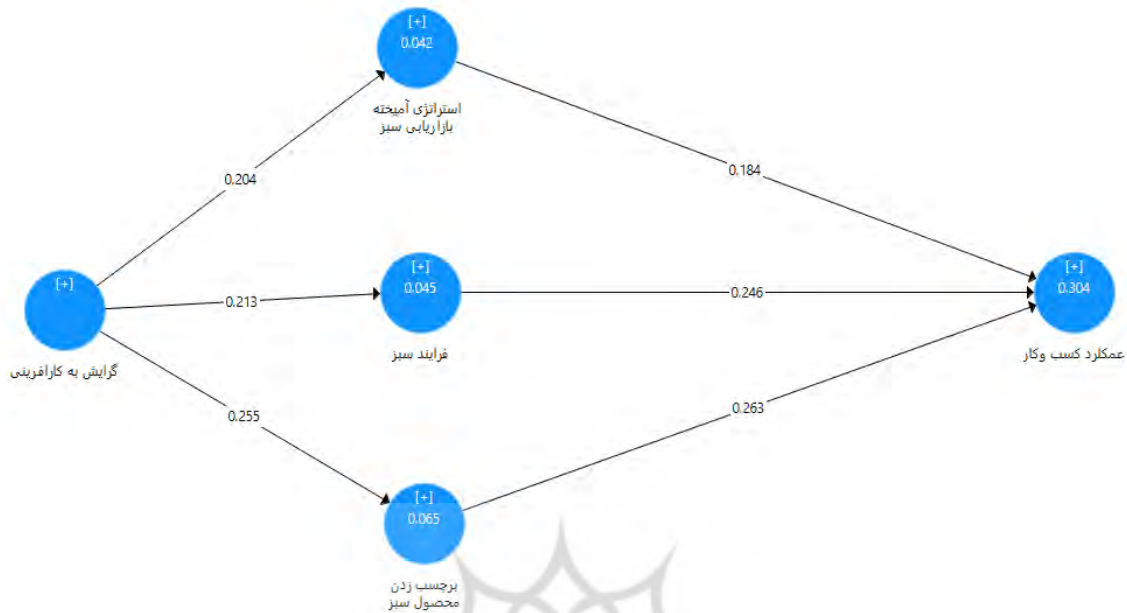 [+]
0.042
استراتژی آمیخته
بازاریابی سبز
0.204
0.184
[+]
گرایش به کارافرینی
0.213
[+]
0.045
فرایند سبز
0.246
[+]
0.304
عمکلرد کسب وکار
0.255
0.263
[+]
0.065
برچسب زدن
محصول سبز